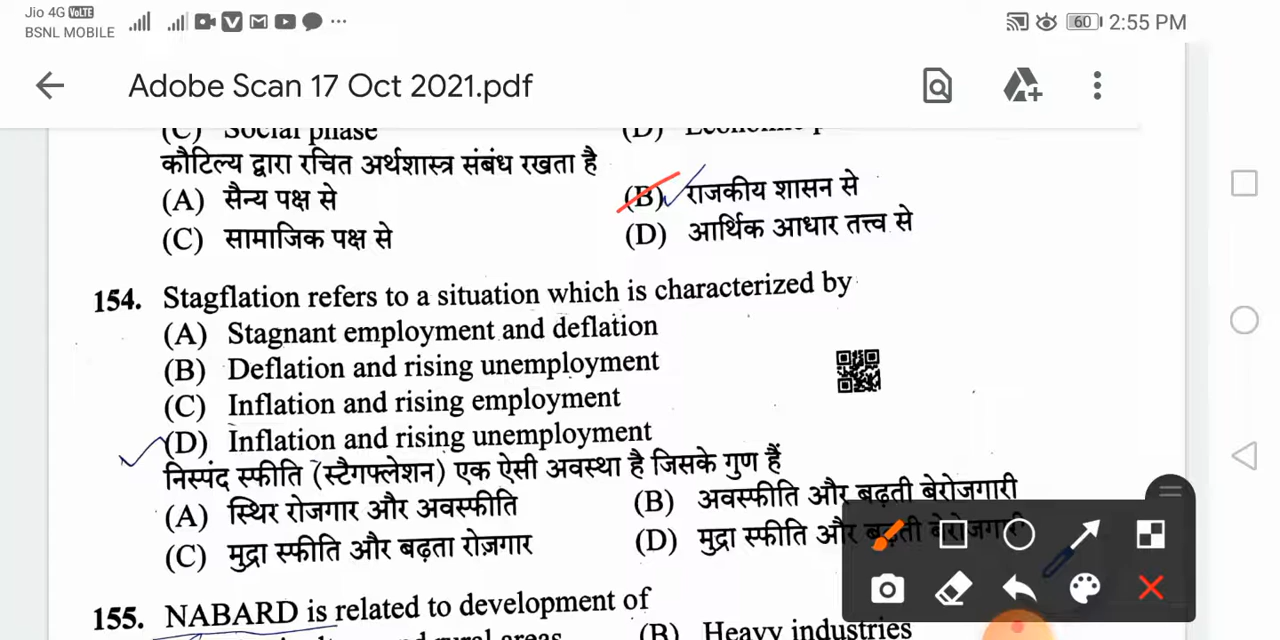 Jio 4G VoLTE
BSNL MOBILE
60 2:55 PM
Adobe Scan 17 Oct 2021.pdf
(C) Social phase (D)
कौटिल्य द्वारा रचित अर्थशास्त्र संबंध रखता है
(A) सैन्य पक्ष से (B) राजकीय शासन से
(C) सामाजिक पक्ष से (D) आर्थिक आधार तत्त्व से
154. Stagflation refers to a situation which is characterized by
(A) Stagnant employment and deflation
(B) Deflation and rising unemployment
(C) Inflation and rising employment
(D) Inflation and rising unemployment
निस्पंद स्फीति (स्टैगफ्लेशन) एक ऐसी अवस्था है जिसके गुण हैं
(A) स्थिर रोजगार और अवस्फीति (B) अवस्फीति और बढ़ती बेरोजगारी
(C) मुद्रा स्फीति और बढ़ता रोज़गार (D) मुद्रा स्फीति और बढ़ती बेरोजगारी
155. NABARD is related to development of
rural areas (B) Heavy industries